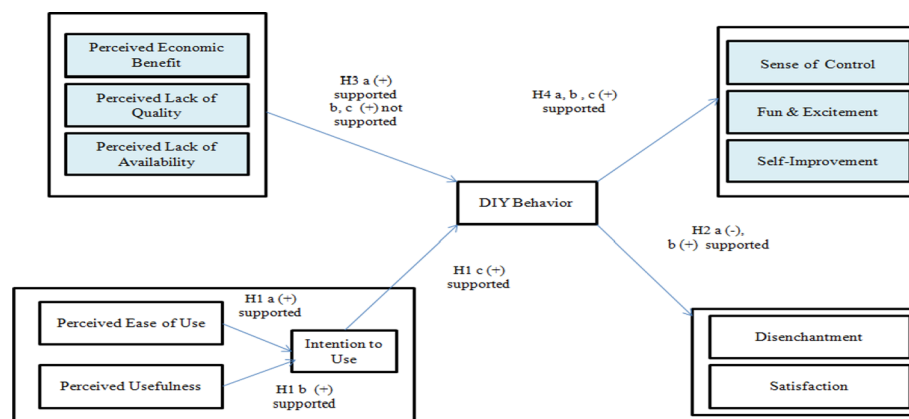 Perceived Economic
Benefit
Perceived Lack of
Quality
Perceived Lack of
Availability
H3 a (+)
supported
b, c (+) not
supported
H4 a, b , c (+)
supported
Sense of Control
Fun & Excitement
Self-Improvement
DIY Behavior
H2 a (-),
b (+) supported
H1 c (+)
supported
H1 a (+)
supported
Perceived Ease of Use
Intention to
Use
Perceived Usefulness
H1 b (+)
supported
Disenchantment
Satisfaction